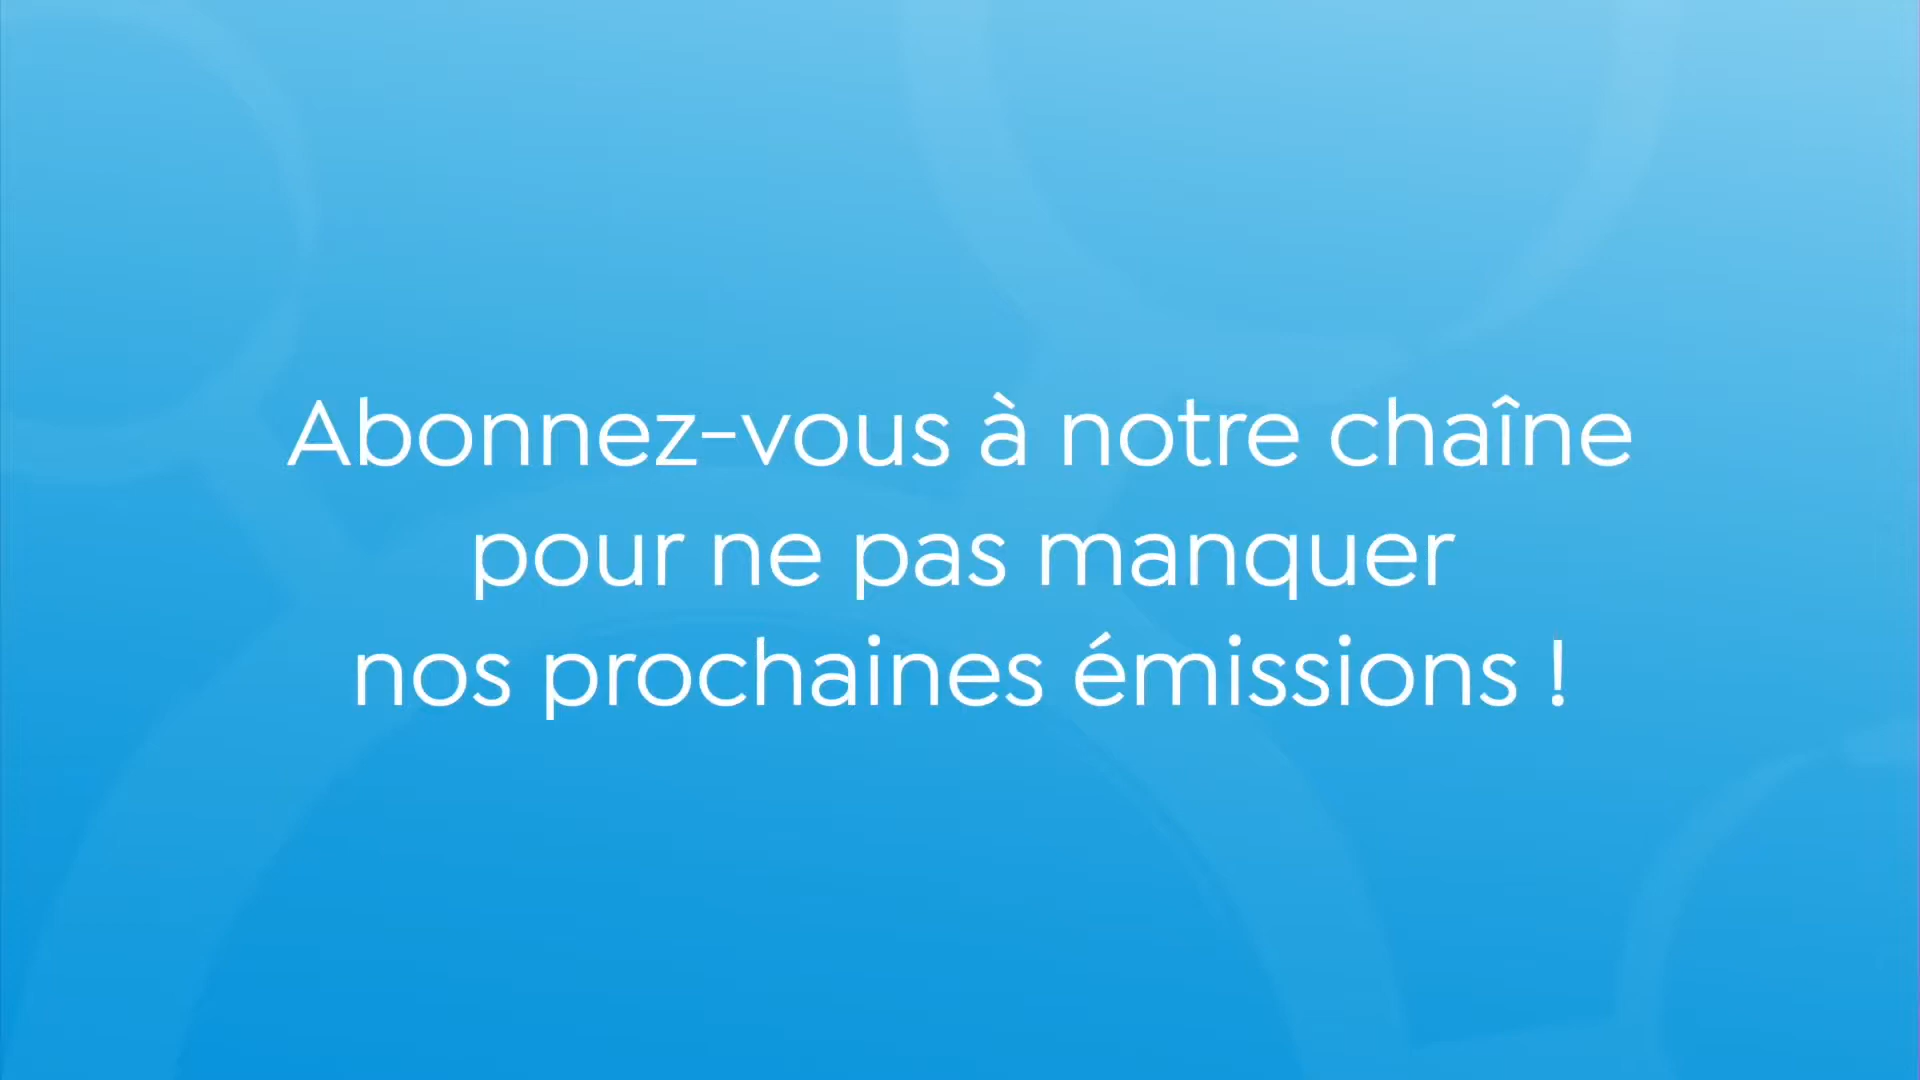 Abonnez-vous à notre chaîne
pour ne pas manquer
nos prochaines émissions !